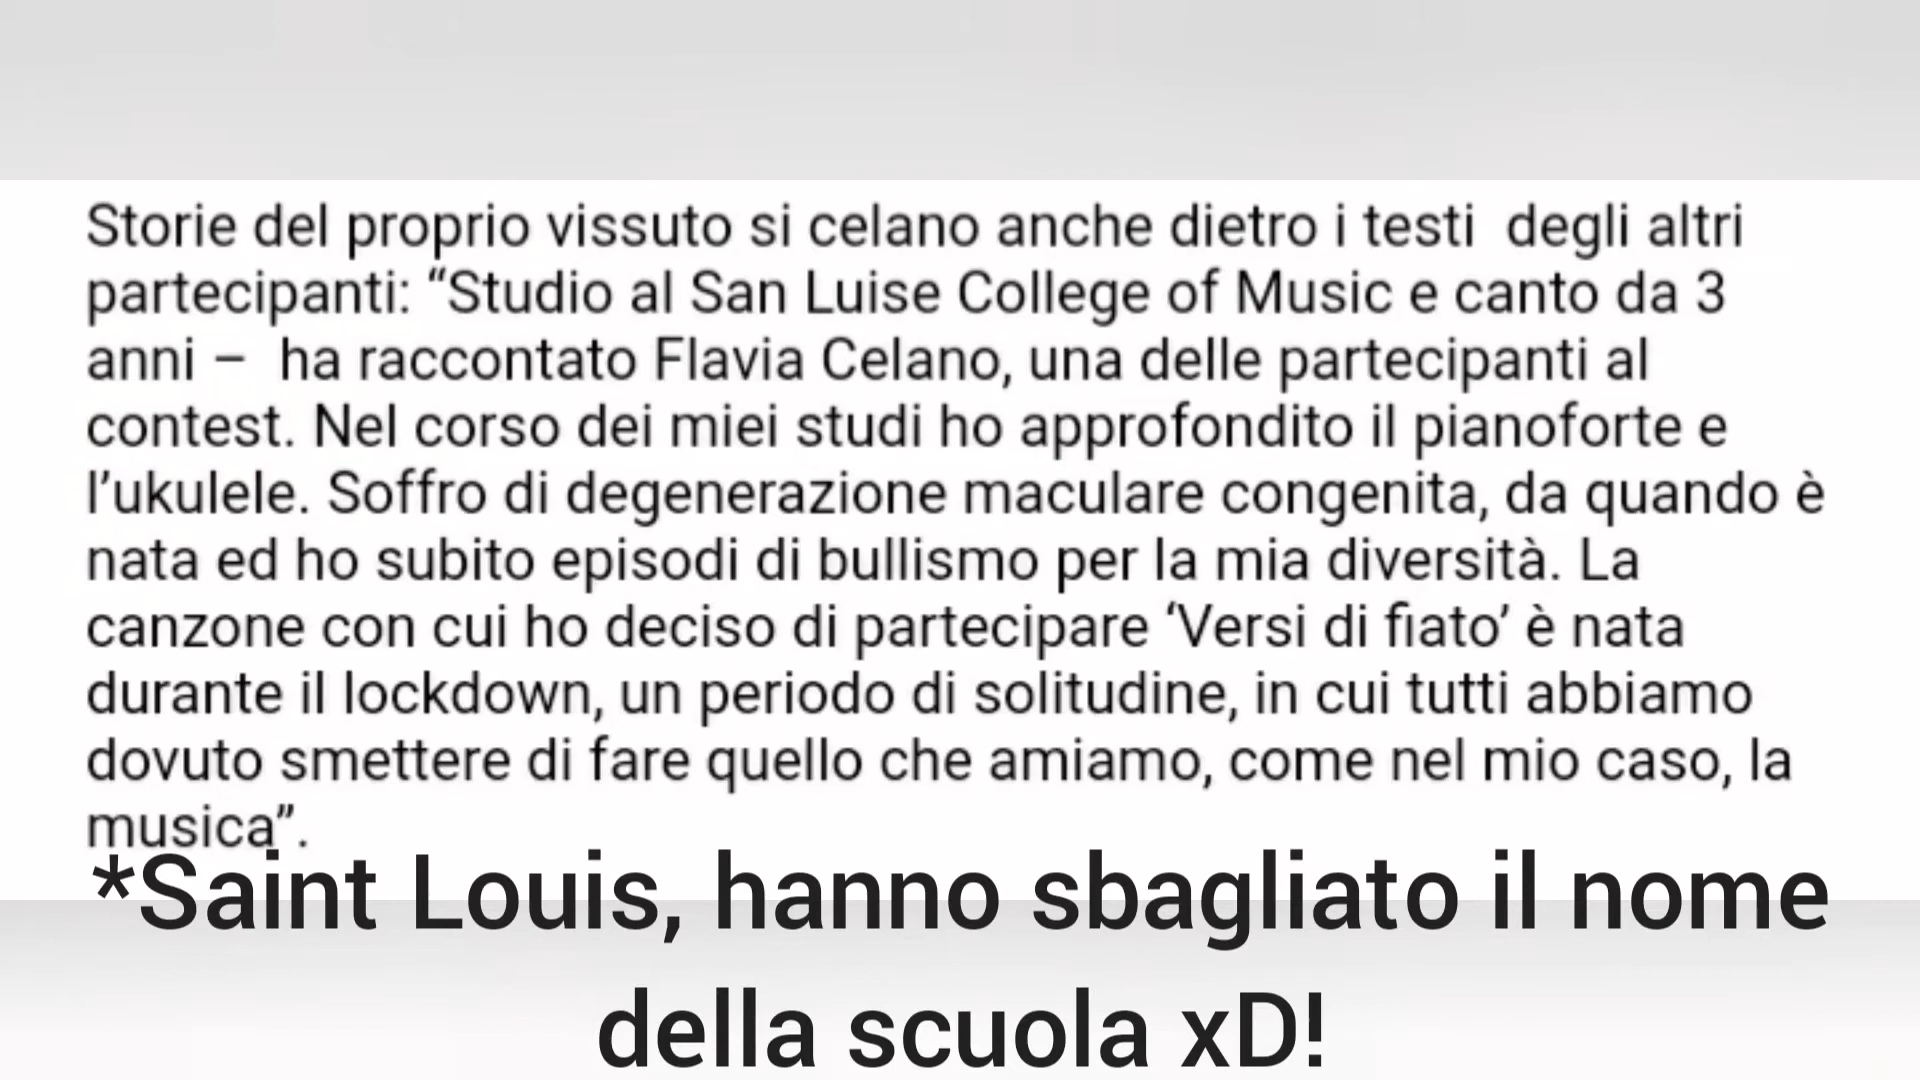 Storie del proprio vissuto si celano anche dietro i testi  degli altri
partecipanti: “Studio al San Luise College of Music e canto da 3
anni –  ha raccontato Flavia Celano, una delle partecipanti al
contest. Nel corso dei miei studi ho approfondito il pianoforte e
l’ukulele. Soffro di degenerazione maculare congenita, da quando è
nata ed ho subito episodi di bullismo per la mia diversità. La
canzone con cui ho deciso di partecipare ‘Versi di fiato’ è nata
durante il lockdown, un periodo di solitudine, in cui tutti abbiamo
dovuto smettere di fare quello che amiamo, come nel mio caso, la
musica”.
*Saint Louis, hanno sbagliato il nome
della scuola xD!